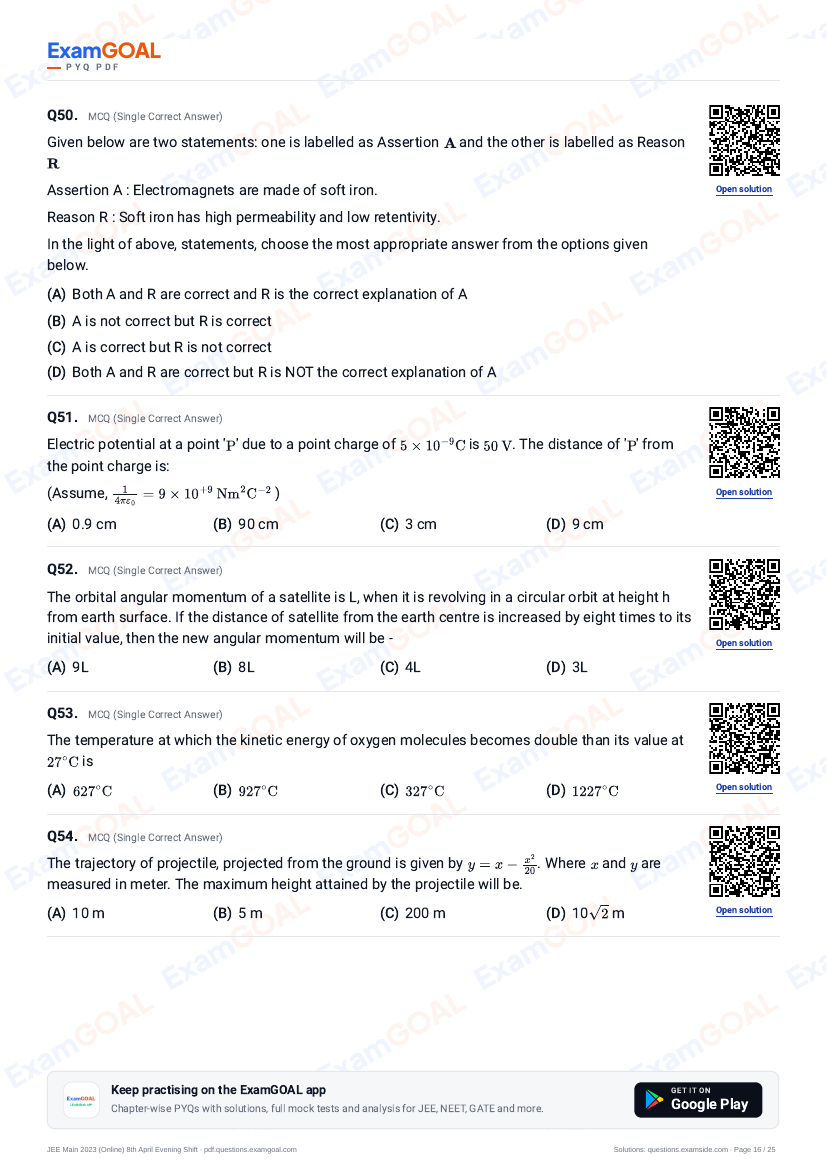 ExamGOAL
PYQ PDF
Q50. MCQ (Single Correct Answer)
Given below are two statements: one is labelled as Assertion A and the other is labelled as Reason
R
Assertion A : Electromagnets are made of soft iron.
Reason R : Soft iron has high permeability and low retentivity.
In the light of above, statements, choose the most appropriate answer from the options given
below.
(A) Both A and R are correct and R is the correct explanation of A
(B) A is not correct but R is correct
(C) A is correct but R is not correct
(D) Both A and R are correct but R is NOT the correct explanation of A
Open solution
Q51. MCQ (Single Correct Answer)
Electric potential at a point 'P' due to a point charge of 5 × 10⁻⁹C is 50 V. The distance of 'P' from
the point charge is:
(Assume, 1/4πε₀ = 9 × 10⁺⁹ Nm²C⁻² )
(A) 0.9 cm (B) 90 cm (C) 3 cm (D) 9 cm
Open solution
Q52. MCQ (Single Correct Answer)
The orbital angular momentum of a satellite is L, when it is revolving in a circular orbit at height h
from earth surface. If the distance of satellite from the earth centre is increased by eight times to its
initial value, then the new angular momentum will be -
(A) 9L (B) 8L (C) 4L (D) 3L
Open solution
Q53. MCQ (Single Correct Answer)
The temperature at which the kinetic energy of oxygen molecules becomes double than its value at
27°C is
(A) 627°C (B) 927°C (C) 327°C (D) 1227°C
Open solution
Q54. MCQ (Single Correct Answer)
The trajectory of projectile, projected from the ground is given by y = x − x²/20. Where x and y are
measured in meter. The maximum height attained by the projectile will be.
(A) 10 m (B) 5 m (C) 200 m (D) 10√2 m
Open solution
ExamGOAL
Keep practising on the ExamGOAL app
Chapter-wise PYQs with solutions, full mock tests and analysis for JEE, NEET, GATE and more.
GET IT ON
Google Play
JEE Main 2023 (Online) 8th April Evening Shift · pdf.questions.examgoal.com
Solutions: questions.examside.com · Page 16 / 25